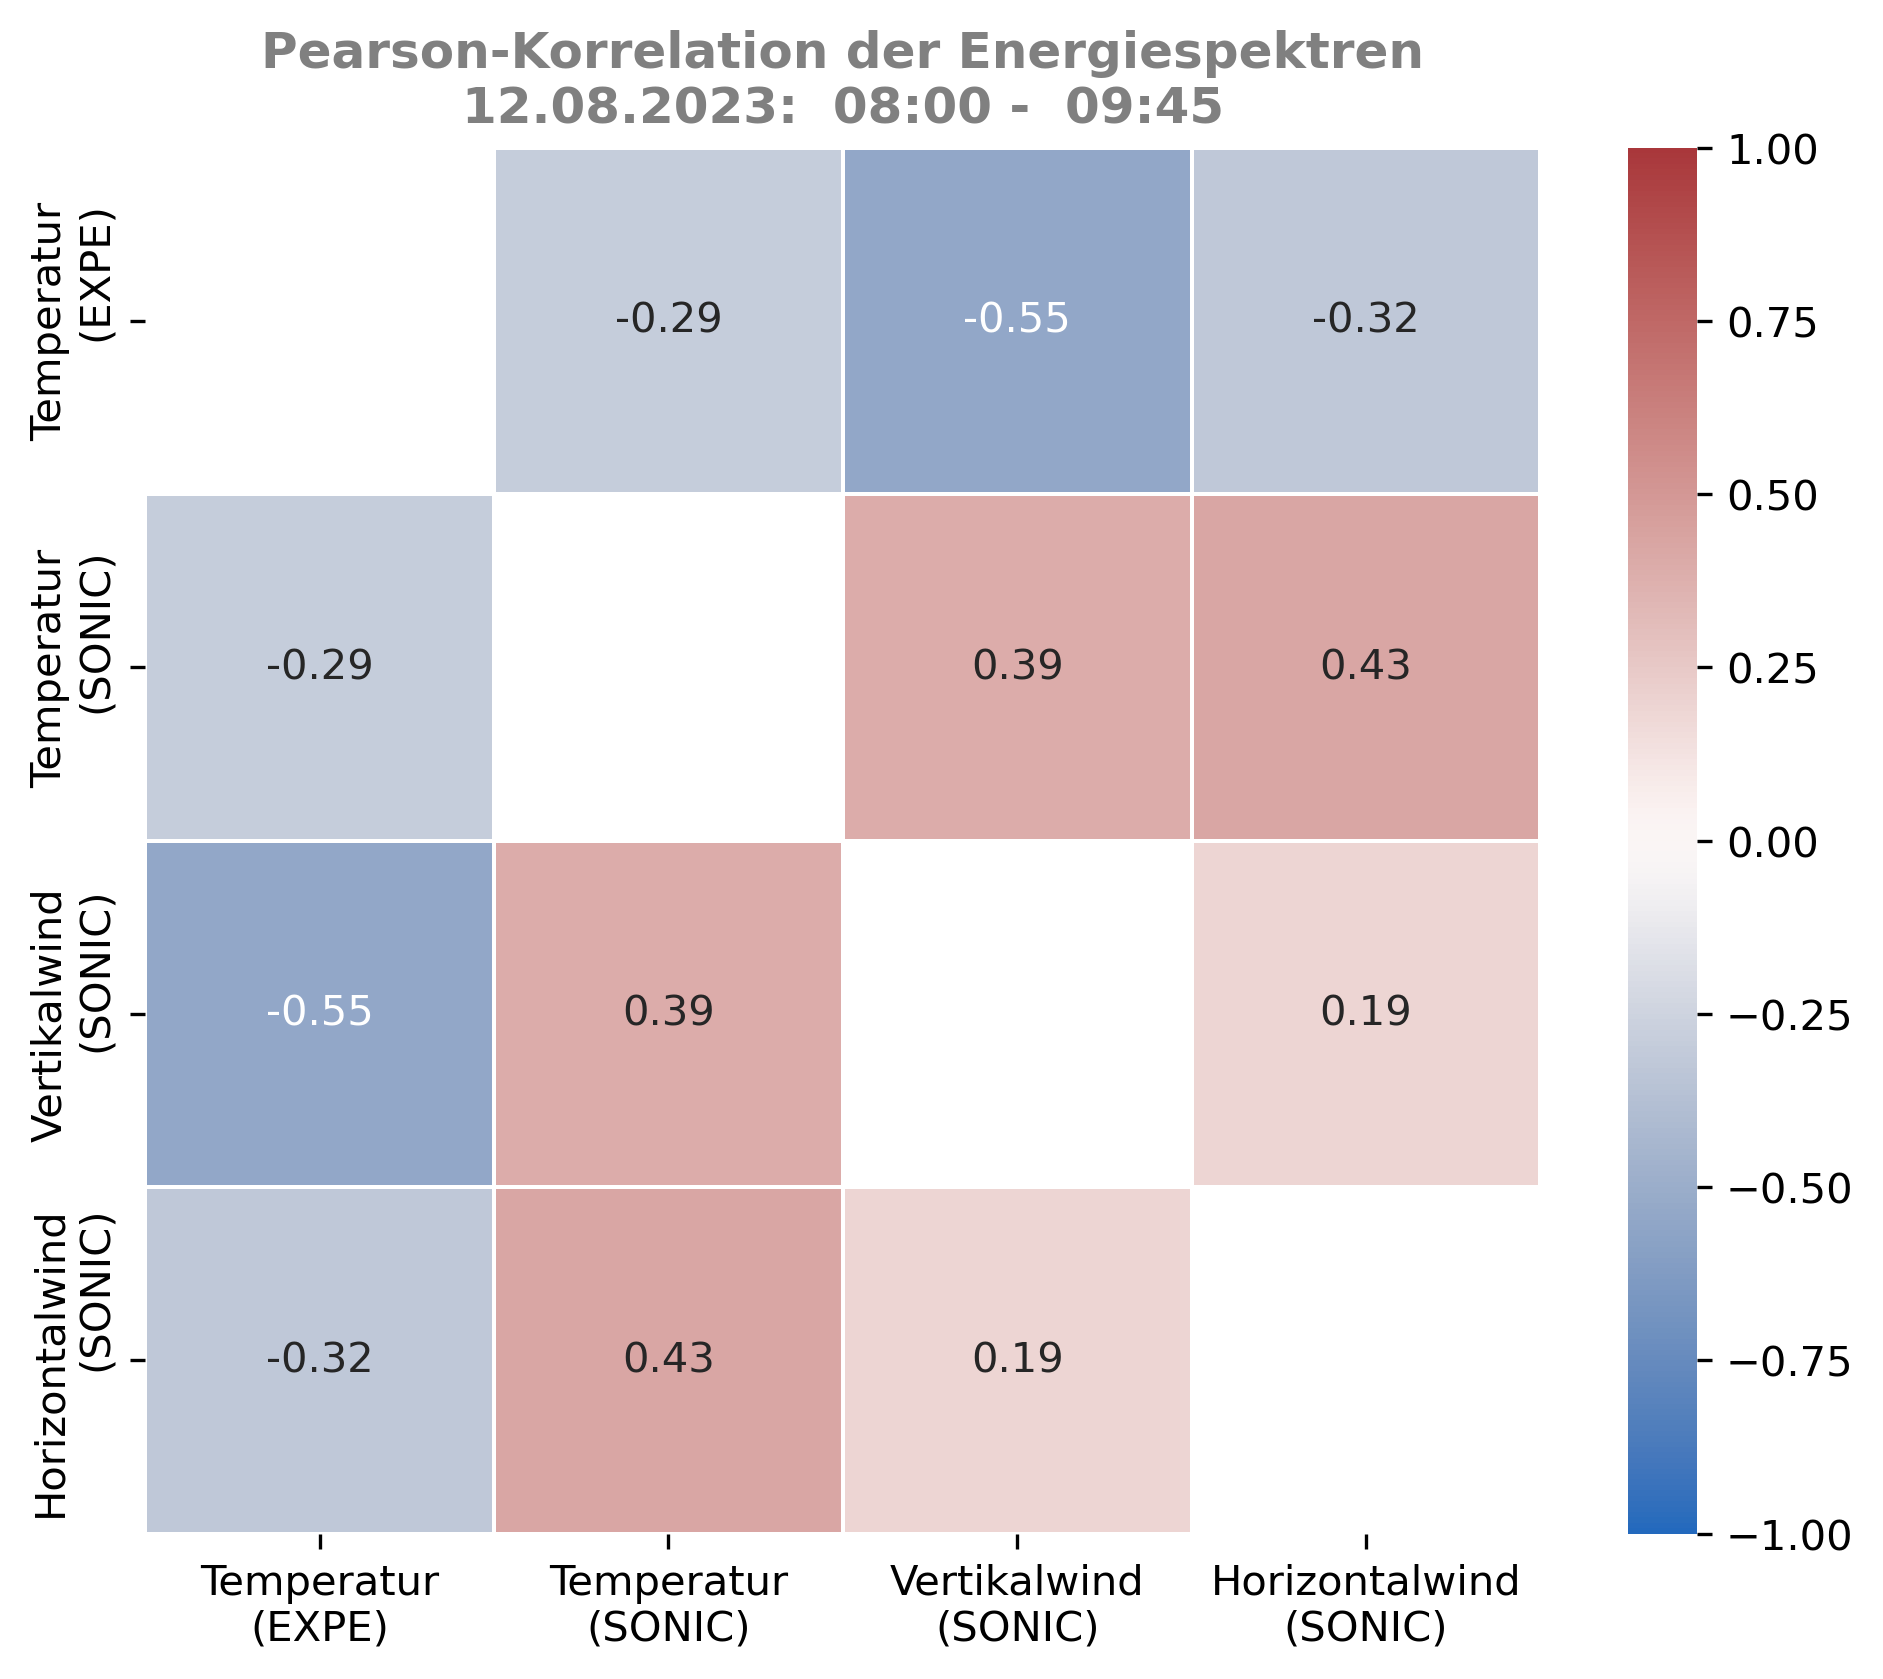 Pearson-Korrelation der Energiespektren
12.08.2023:  08:00 -  09:45
Temperatur
(EXPE)
-0.29
-0.55
-0.32
Temperatur
(SONIC)
-0.29
0.39
0.43
Vertikalwind
(SONIC)
-0.55
0.39
0.19
Horizontalwind
(SONIC)
-0.32
0.43
0.19
Temperatur
(EXPE)
Temperatur
(SONIC)
Vertikalwind
(SONIC)
Horizontalwind
(SONIC)
1.00
0.75
0.50
0.25
0.00
−0.25
−0.50
−0.75
−1.00